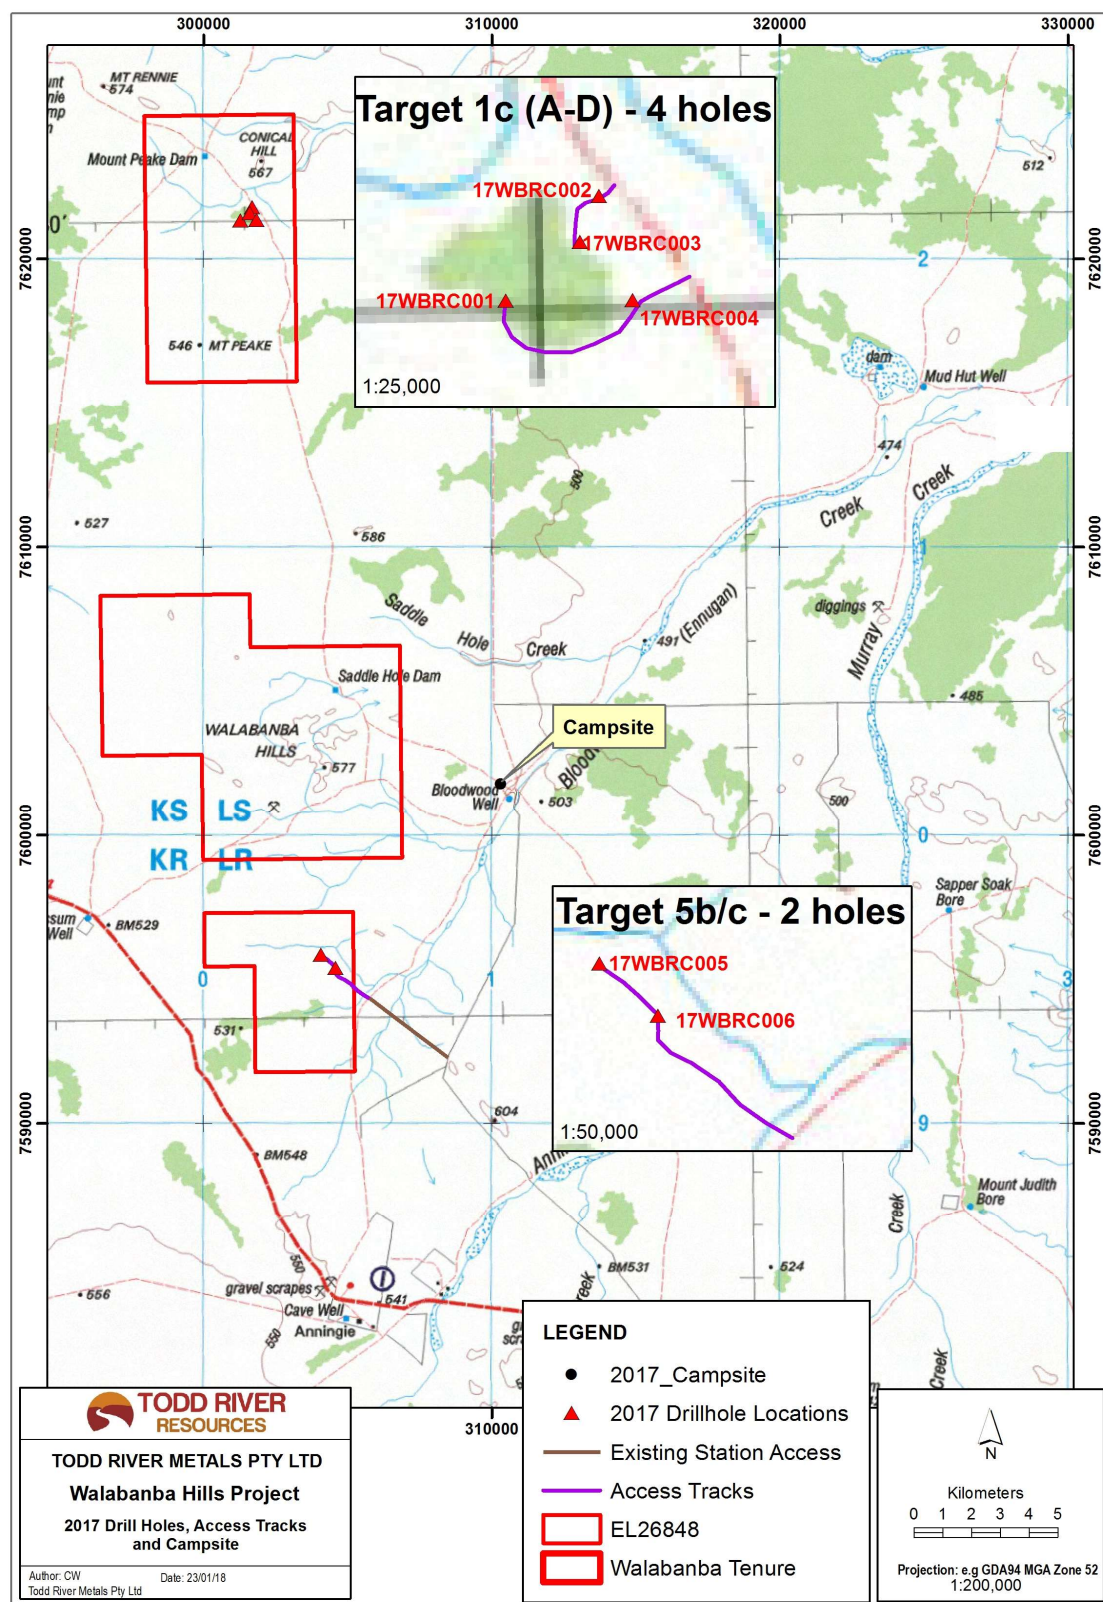 300000
310000
320000
330000
7620000
7610000
7600000
7590000
7620000
7610000
7600000
7590000
310000
MT RENNIE
574
CONICAL
HILL
567
Mount Peake Dam
0'
546 MT PEAKE
Target 1c (A-D) - 4 holes
17WBRC002
17WBRC003
17WBRC001
17WBRC004
1:25,000
512
2
dam
Mud Hut Well
474
Creek
Creek
500
527
586
1
Saddle
Hole
Creek
491 (Ennugan)
diggings
Murray
485
Saddle Hole Dam
WALABANBA
HILLS
577
Campsite
Bloodwood
Well
503
500
KS LS
KR LR
0
BM529
Well
Sapper Soak
Bore
0
1
3
531
Target 5b/c - 2 holes
17WBRC005
17WBRC006
1:50,000
604
9
BM548
Mount Judith
Bore
Creek
BM531
524
550
gravel scrapes
541
Cave Well
Anningie
556
550
Creek
LEGEND
2017_Campsite
2017 Drillhole Locations
Existing Station Access
Access Tracks
EL26848
Walabanba Tenure
TODD RIVER
RESOURCES
TODD RIVER METALS PTY LTD
Walabanba Hills Project
2017 Drill Holes, Access Tracks
and Campsite
Author: CW Date: 23/01/18
Todd River Metals Pty Ltd
N
Kilometers
0 1 2 3 4 5
Projection: e.g GDA94 MGA Zone 52
1:200,000